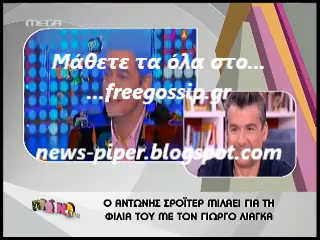 MEGA
Μάθετε τα όλα στο...
...freegossip.gr
news-piper.blogspot.com
Ο ΑΝΤΩΝΗΣ ΣΡΟΪΤΕΡ ΜΙΛΑΕΙ ΓΙΑ ΤΗ
ΦΙΛΙΑ ΤΟΥ ΜΕ ΤΟΝ ΓΙΩΡΓΟ ΛΙΑΓΚΑ